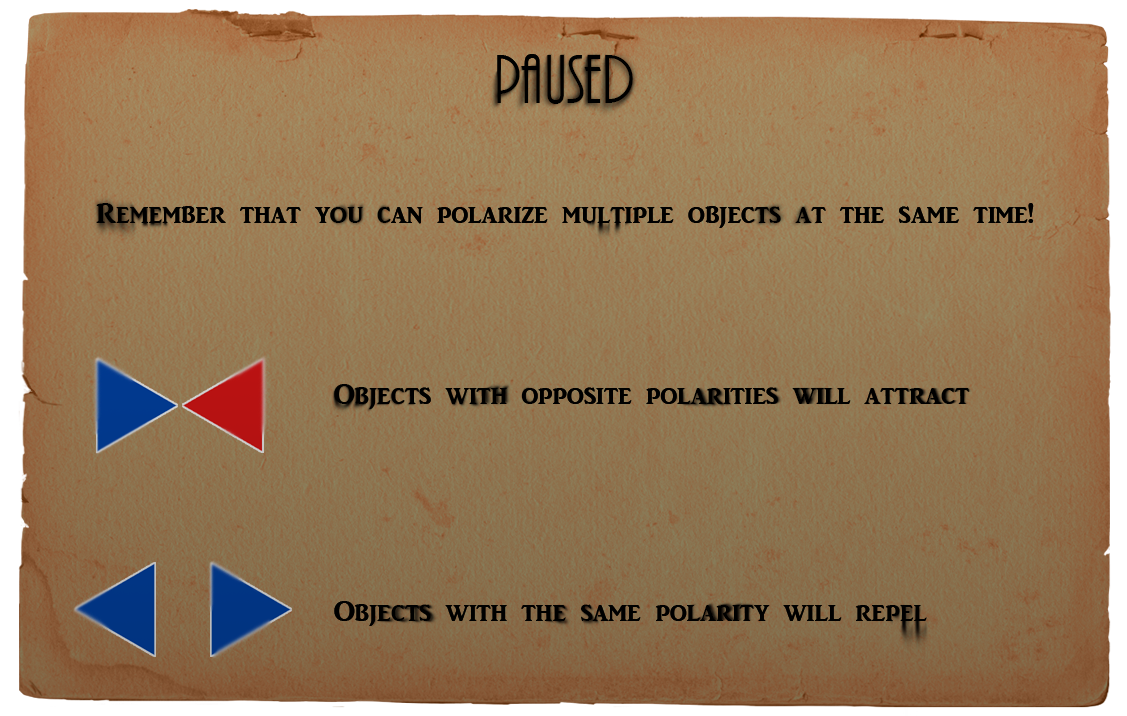 PAUSED
Remember that you can polarize multiple objects at the same time!
Objects with opposite polarities will attract
Objects with the same polarity will repel